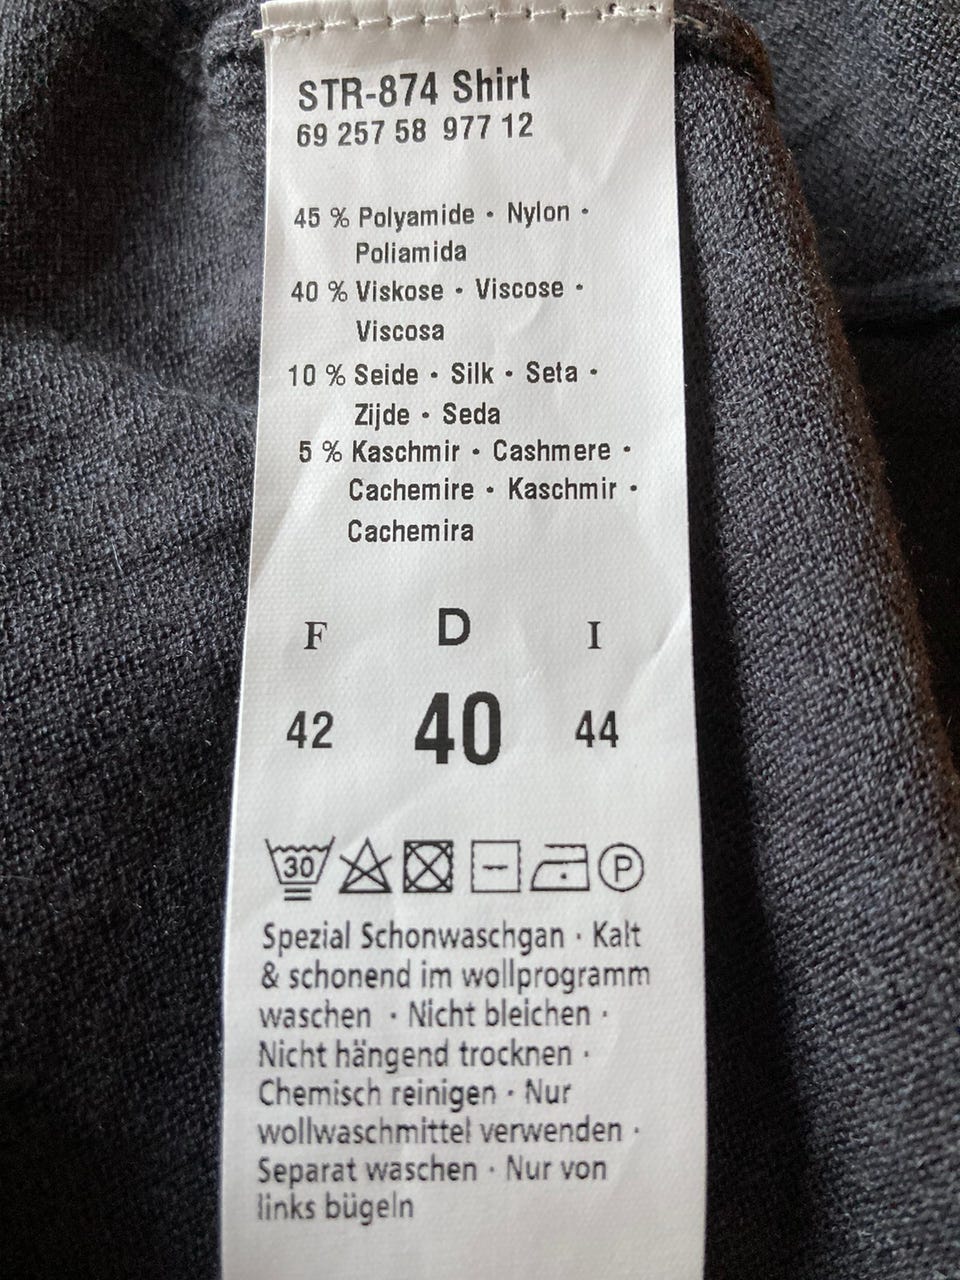 STR-874 Shirt
69 257 58 977 12
45 % Polyamide · Nylon ·
Poliamida
40 % Viskose · Viscose ·
Viscosa
10 % Seide · Silk · Seta ·
Zijde · Seda
5 % Kaschmir · Cashmere ·
Cachemire · Kaschmir ·
Cachemira
F D I
42 40 44
30 P
Spezial Schonwaschgan · Kalt
& schonend im wollprogramm
waschen · Nicht bleichen ·
Nicht hängend trocknen ·
Chemisch reinigen · Nur
wollwaschmittel verwenden ·
Separat waschen · Nur von
links bügeln